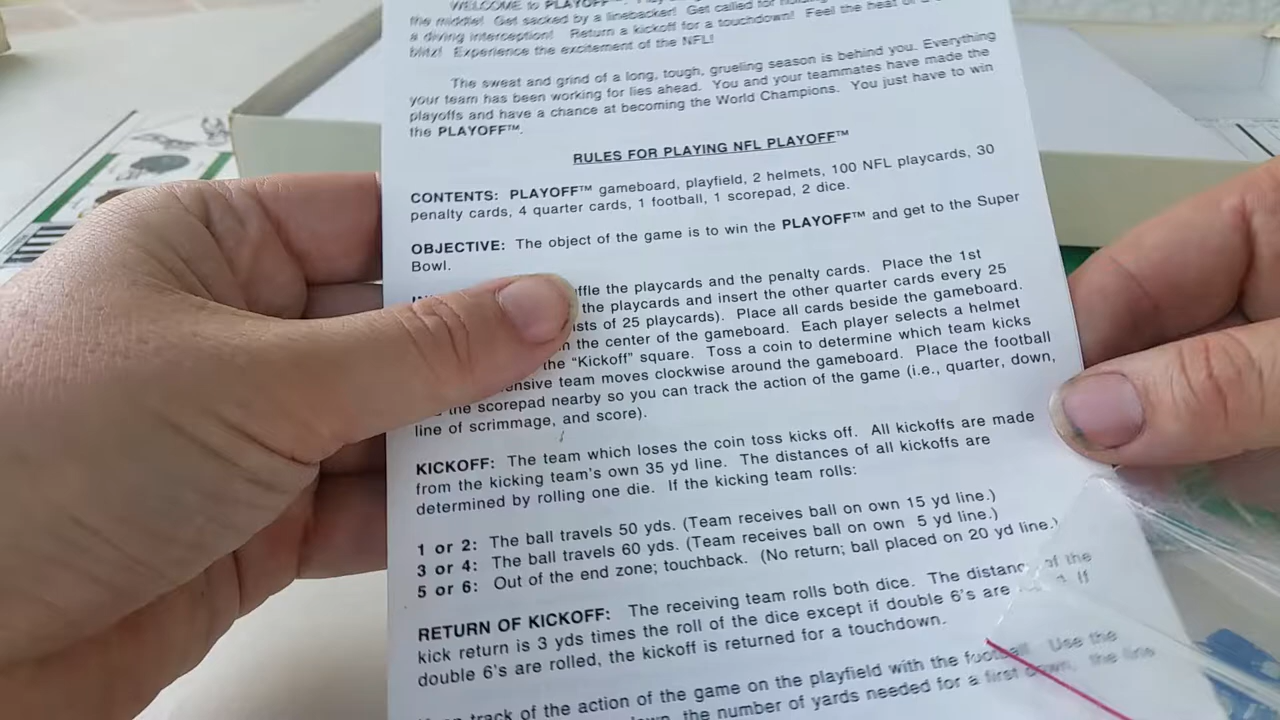 WELCOME to PLAYOFF™
the middle! Get sacked by a linebacker! Get called for
a diving interception! Return a kickoff for a touchdown! Feel the heat of a
blitz! Experience the excitement of the NFL!
The sweat and grind of a long, tough, grueling season is behind you. Everything
your team has been working for lies ahead. You and your teammates have made the
playoffs and have a chance at becoming the World Champions. You just have to win
the PLAYOFF™.
RULES FOR PLAYING NFL PLAYOFF™
CONTENTS: PLAYOFF™ gameboard, playfield, 2 helmets, 100 NFL playcards, 30
penalty cards, 4 quarter cards, 1 football, 1 scorepad, 2 dice.
OBJECTIVE: The object of the game is to win the PLAYOFF™ and get to the Super
Bowl.
the playcards and the penalty cards. Place the 1st
the playcards and insert the other quarter cards every 25
of 25 playcards). Place all cards beside the gameboard.
the center of the gameboard. Each player selects a helmet
the "Kickoff" square. Toss a coin to determine which team kicks
team moves clockwise around the gameboard. Place the football
the scorepad nearby so you can track the action of the game (i.e., quarter, down,
line of scrimmage, and score).
KICKOFF: The team which loses the coin toss kicks off. All kickoffs are made
from the kicking team's own 35 yd line. The distances of all kickoffs are
determined by rolling one die. If the kicking team rolls:
1 or 2: The ball travels 50 yds. (Team receives ball on own 15 yd line.)
3 or 4: The ball travels 60 yds. (Team receives ball on own 5 yd line.)
5 or 6: Out of the end zone; touchback. (No return; ball placed on 20 yd line.)
RETURN OF KICKOFF: The receiving team rolls both dice. The distance of the
kick return is 3 yds times the roll of the dice except if double 6's are If
double 6's are rolled, the kickoff is returned for a touchdown.
track of the action of the game on the playfield with the football. Use the
the number of yards needed for a first down, the line